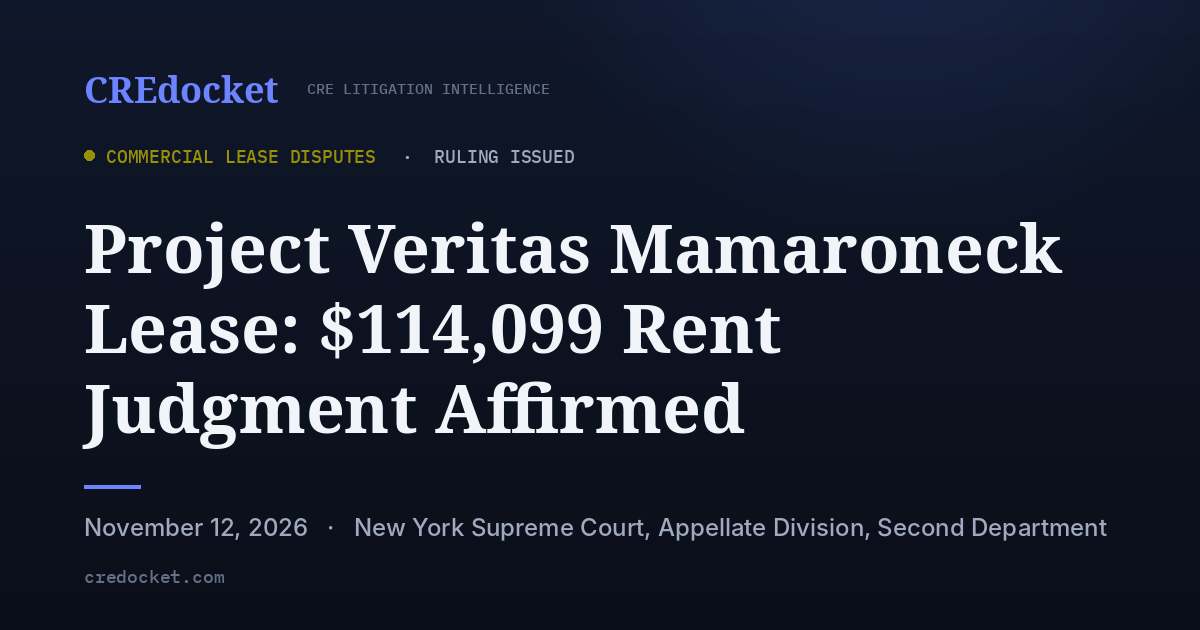 CREdocket CRE LITIGATION INTELLIGENCE
COMMERCIAL LEASE DISPUTES · RULING ISSUED
Project Veritas Mamaroneck
Lease: $114,099 Rent
Judgment Affirmed
November 12, 2026 · New York Supreme Court, Appellate Division, Second Department
credocket.com